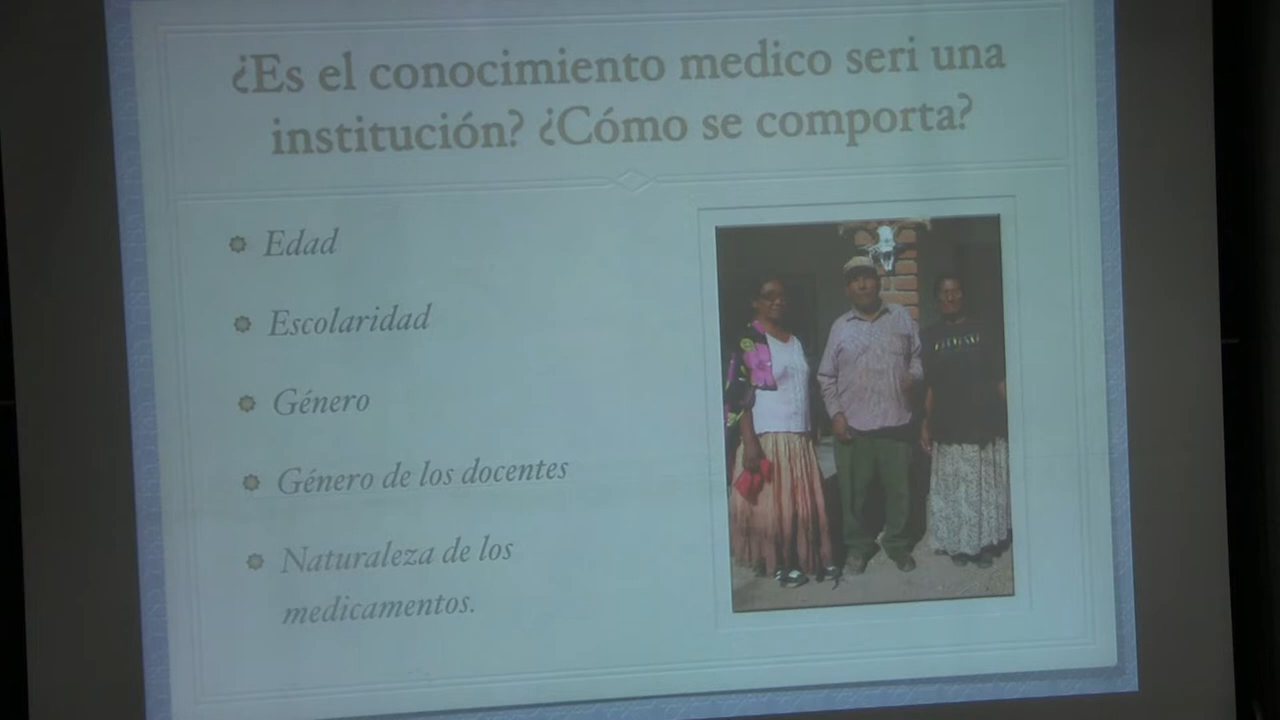 ¿Es el conocimiento medico seri una
institución? ¿Cómo se comporta?
Edad
Escolaridad
Género
Género de los docentes
Naturaleza de los
medicamentos.